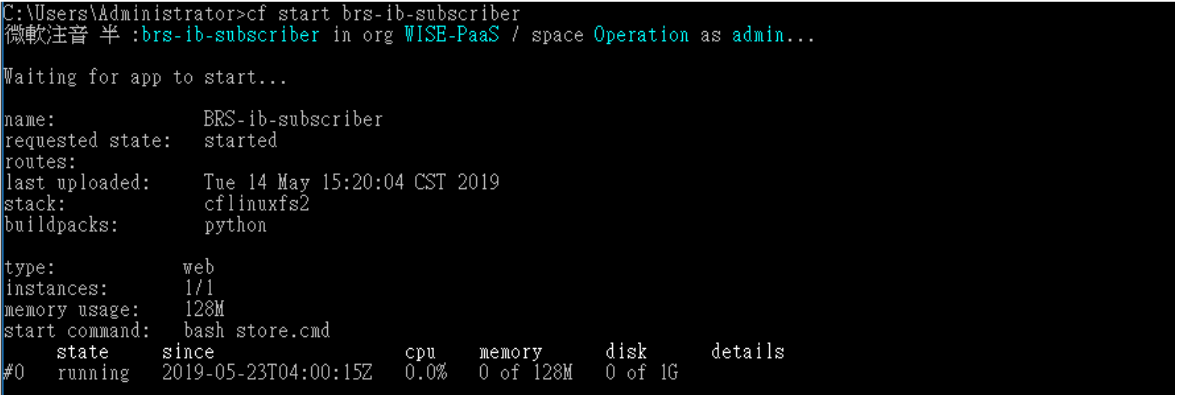 C:\Users\Administrator>cf start brs-ib-subscriber
微軟注音 半 :brs-ib-subscriber in org WISE-PaaS / space Operation as admin...
Waiting for app to start...
name: BRS-ib-subscriber
requested state: started
routes:
last uploaded: Tue 14 May 15:20:04 CST 2019
stack: cflinuxfs2
buildpacks: python
type: web
instances: 1/1
memory usage: 128M
start command: bash store.cmd
state since cpu memory disk details
#0 running 2019-05-23T04:00:15Z 0.0% 0 of 128M 0 of 1G